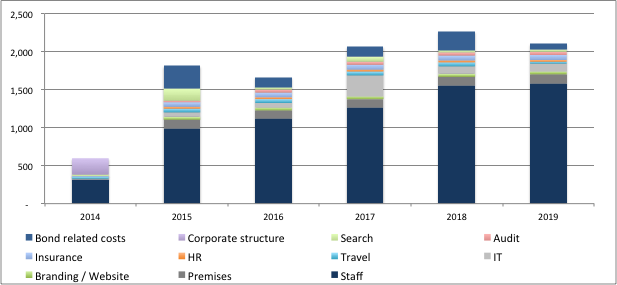 2,500
2,000
1,500
1,000
500
-
2014 2015 2016 2017 2018 2019
Bond related costs Corporate structure Search Audit
Insurance HR Travel IT
Branding / Website Premises Staff